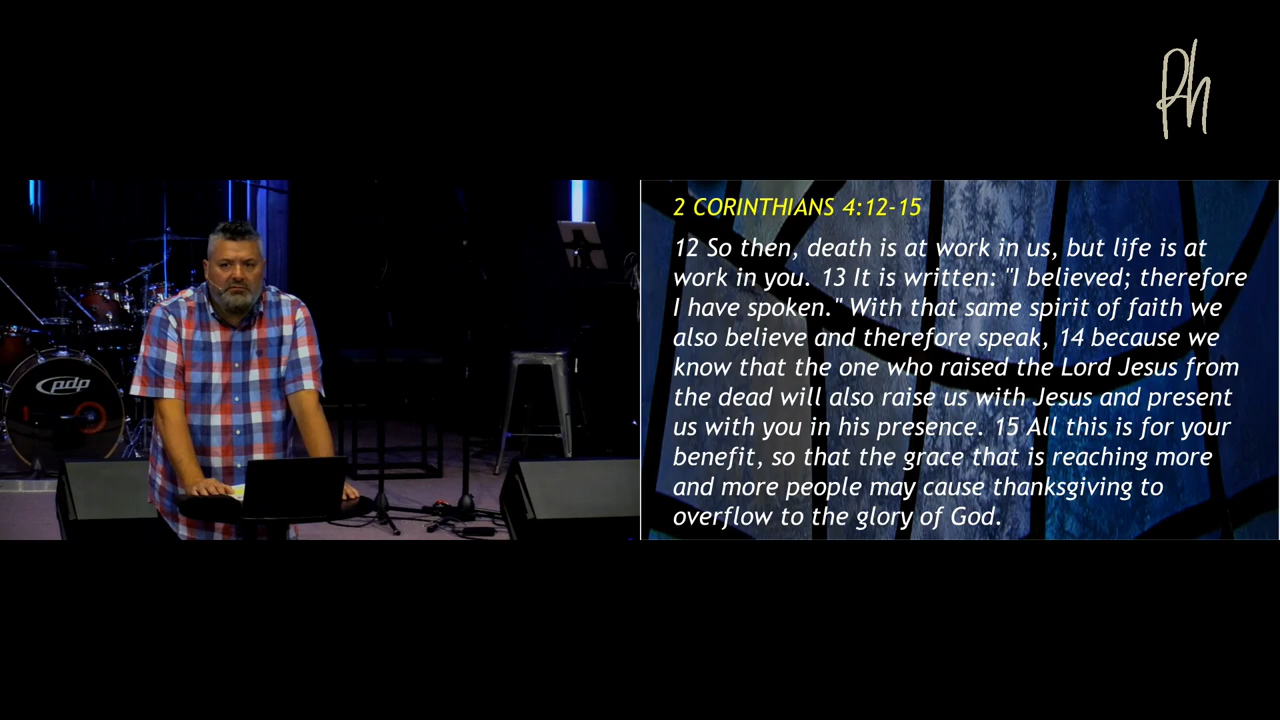 Ph
2 CORINTHIANS 4:12-15
12 So then, death is at work in us, but life is at
work in you. 13 It is written: "I believed; therefore
I have spoken." With that same spirit of faith we
also believe and therefore speak, 14 because we
know that the one who raised the Lord Jesus from
the dead will also raise us with Jesus and present
us with you in his presence. 15 All this is for your
benefit, so that the grace that is reaching more
and more people may cause thanksgiving to
overflow to the glory of God.
pdp